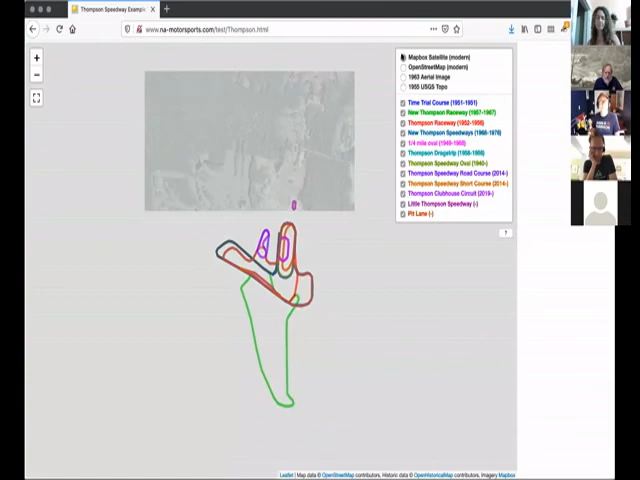 Thompson Speedway Example
www.na-motorsports.com/test/Thompson.html
+
−
Mapbox Satellite (modern)
OpenStreetMap (modern)
1963 Aerial Image
1955 USGS Topo
Time Trial Course (1951-1951)
New Thompson Raceway (1957-1967)
Thompson Raceway (1952-1956)
New Thompson Speedways (1968-1976)
1/4 mile oval (1949-1968)
Thompson Dragstrip (1958-1968)
Thompson Speedway Oval (1940-)
Thompson Speedway Road Course (2014-)
Thompson Speedway Short Course (2014-)
Thompson Clubhouse Circuit (2019-)
Little Thompson Speedway (-)
Pit Lane (-)
?
Leaflet | Map data © OpenStreetMap contributors, Historic data © OpenHistoricalMap contributors, Imagery Mapbox